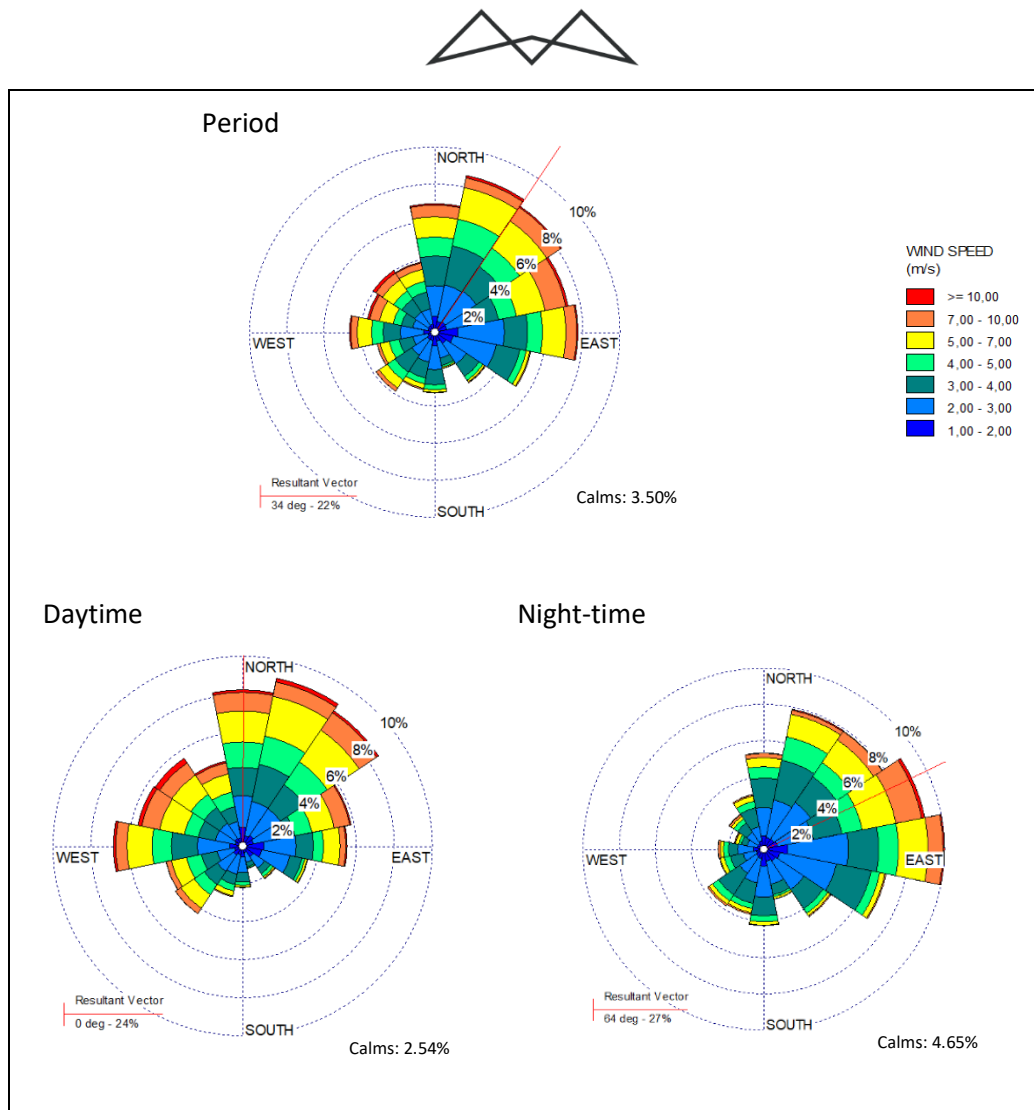 Period
NORTH
10%
8%
6%
4%
2%
WEST
EAST
SOUTH
Resultant Vector
34 deg - 22%
Calms: 3.50%
WIND SPEED
(m/s)
>= 10,00
7,00 - 10,00
5,00 - 7,00
4,00 - 5,00
3,00 - 4,00
2,00 - 3,00
1,00 - 2,00
Daytime
NORTH
10%
8%
6%
4%
2%
WEST
EAST
SOUTH
Resultant Vector
0 deg - 24%
Calms: 2.54%
Night-time
NORTH
10%
8%
6%
4%
2%
WEST
EAST
SOUTH
Resultant Vector
64 deg - 27%
Calms: 4.65%